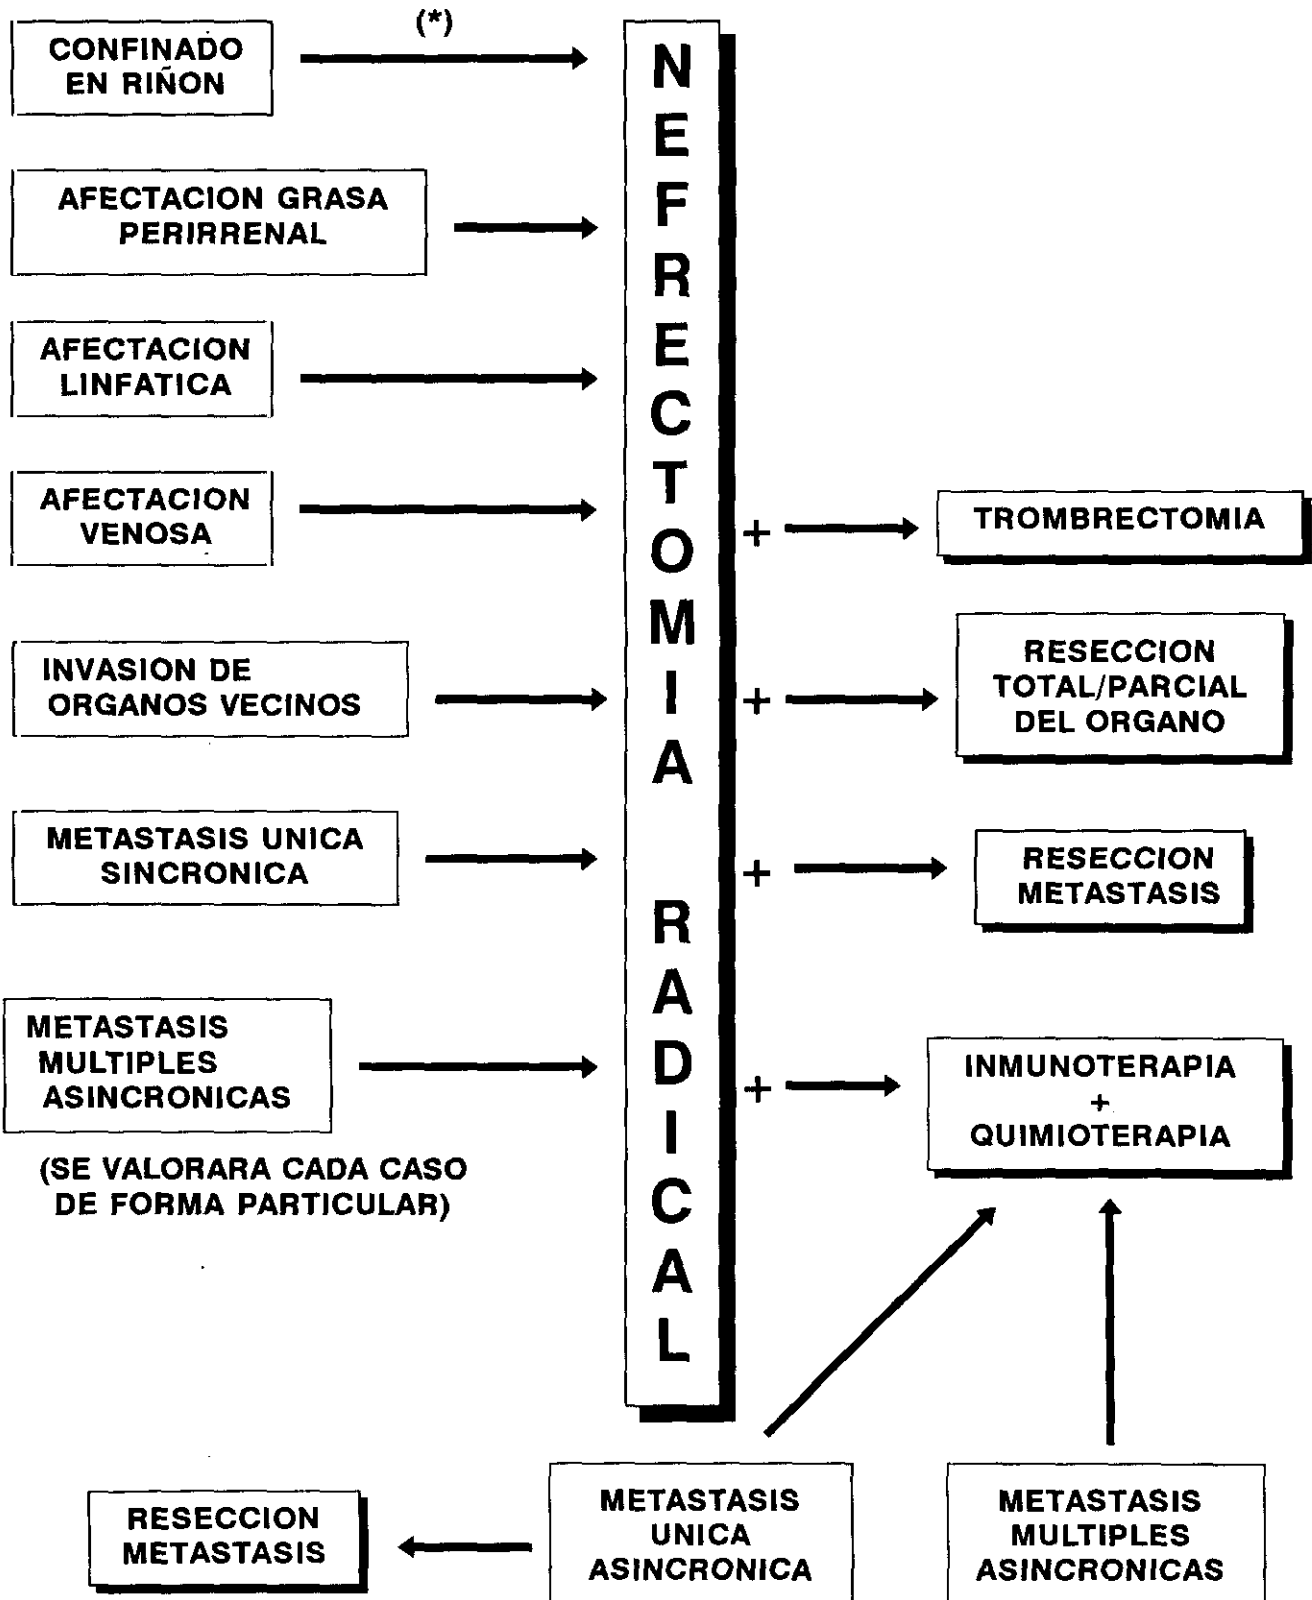 (*)
CONFINADO
EN RIÑON
AFECTACION GRASA
PERIRRENAL
AFECTACION
LINFATICA
AFECTACION
VENOSA
INVASION DE
ORGANOS VECINOS
METASTASIS UNICA
SINCRONICA
METASTASIS
MULTIPLES
ASINCRONICAS
(SE VALORARA CADA CASO
DE FORMA PARTICULAR)
NEFRECTOMIA RADICAL
+
TROMBRECTOMIA
+
RESECCION
TOTAL/PARCIAL
DEL ORGANO
+
RESECCION
METASTASIS
+
INMUNOTERAPIA
+
QUIMIOTERAPIA
RESECCION
METASTASIS
METASTASIS
UNICA
ASINCRONICA
METASTASIS
MULTIPLES
ASINCRONICAS